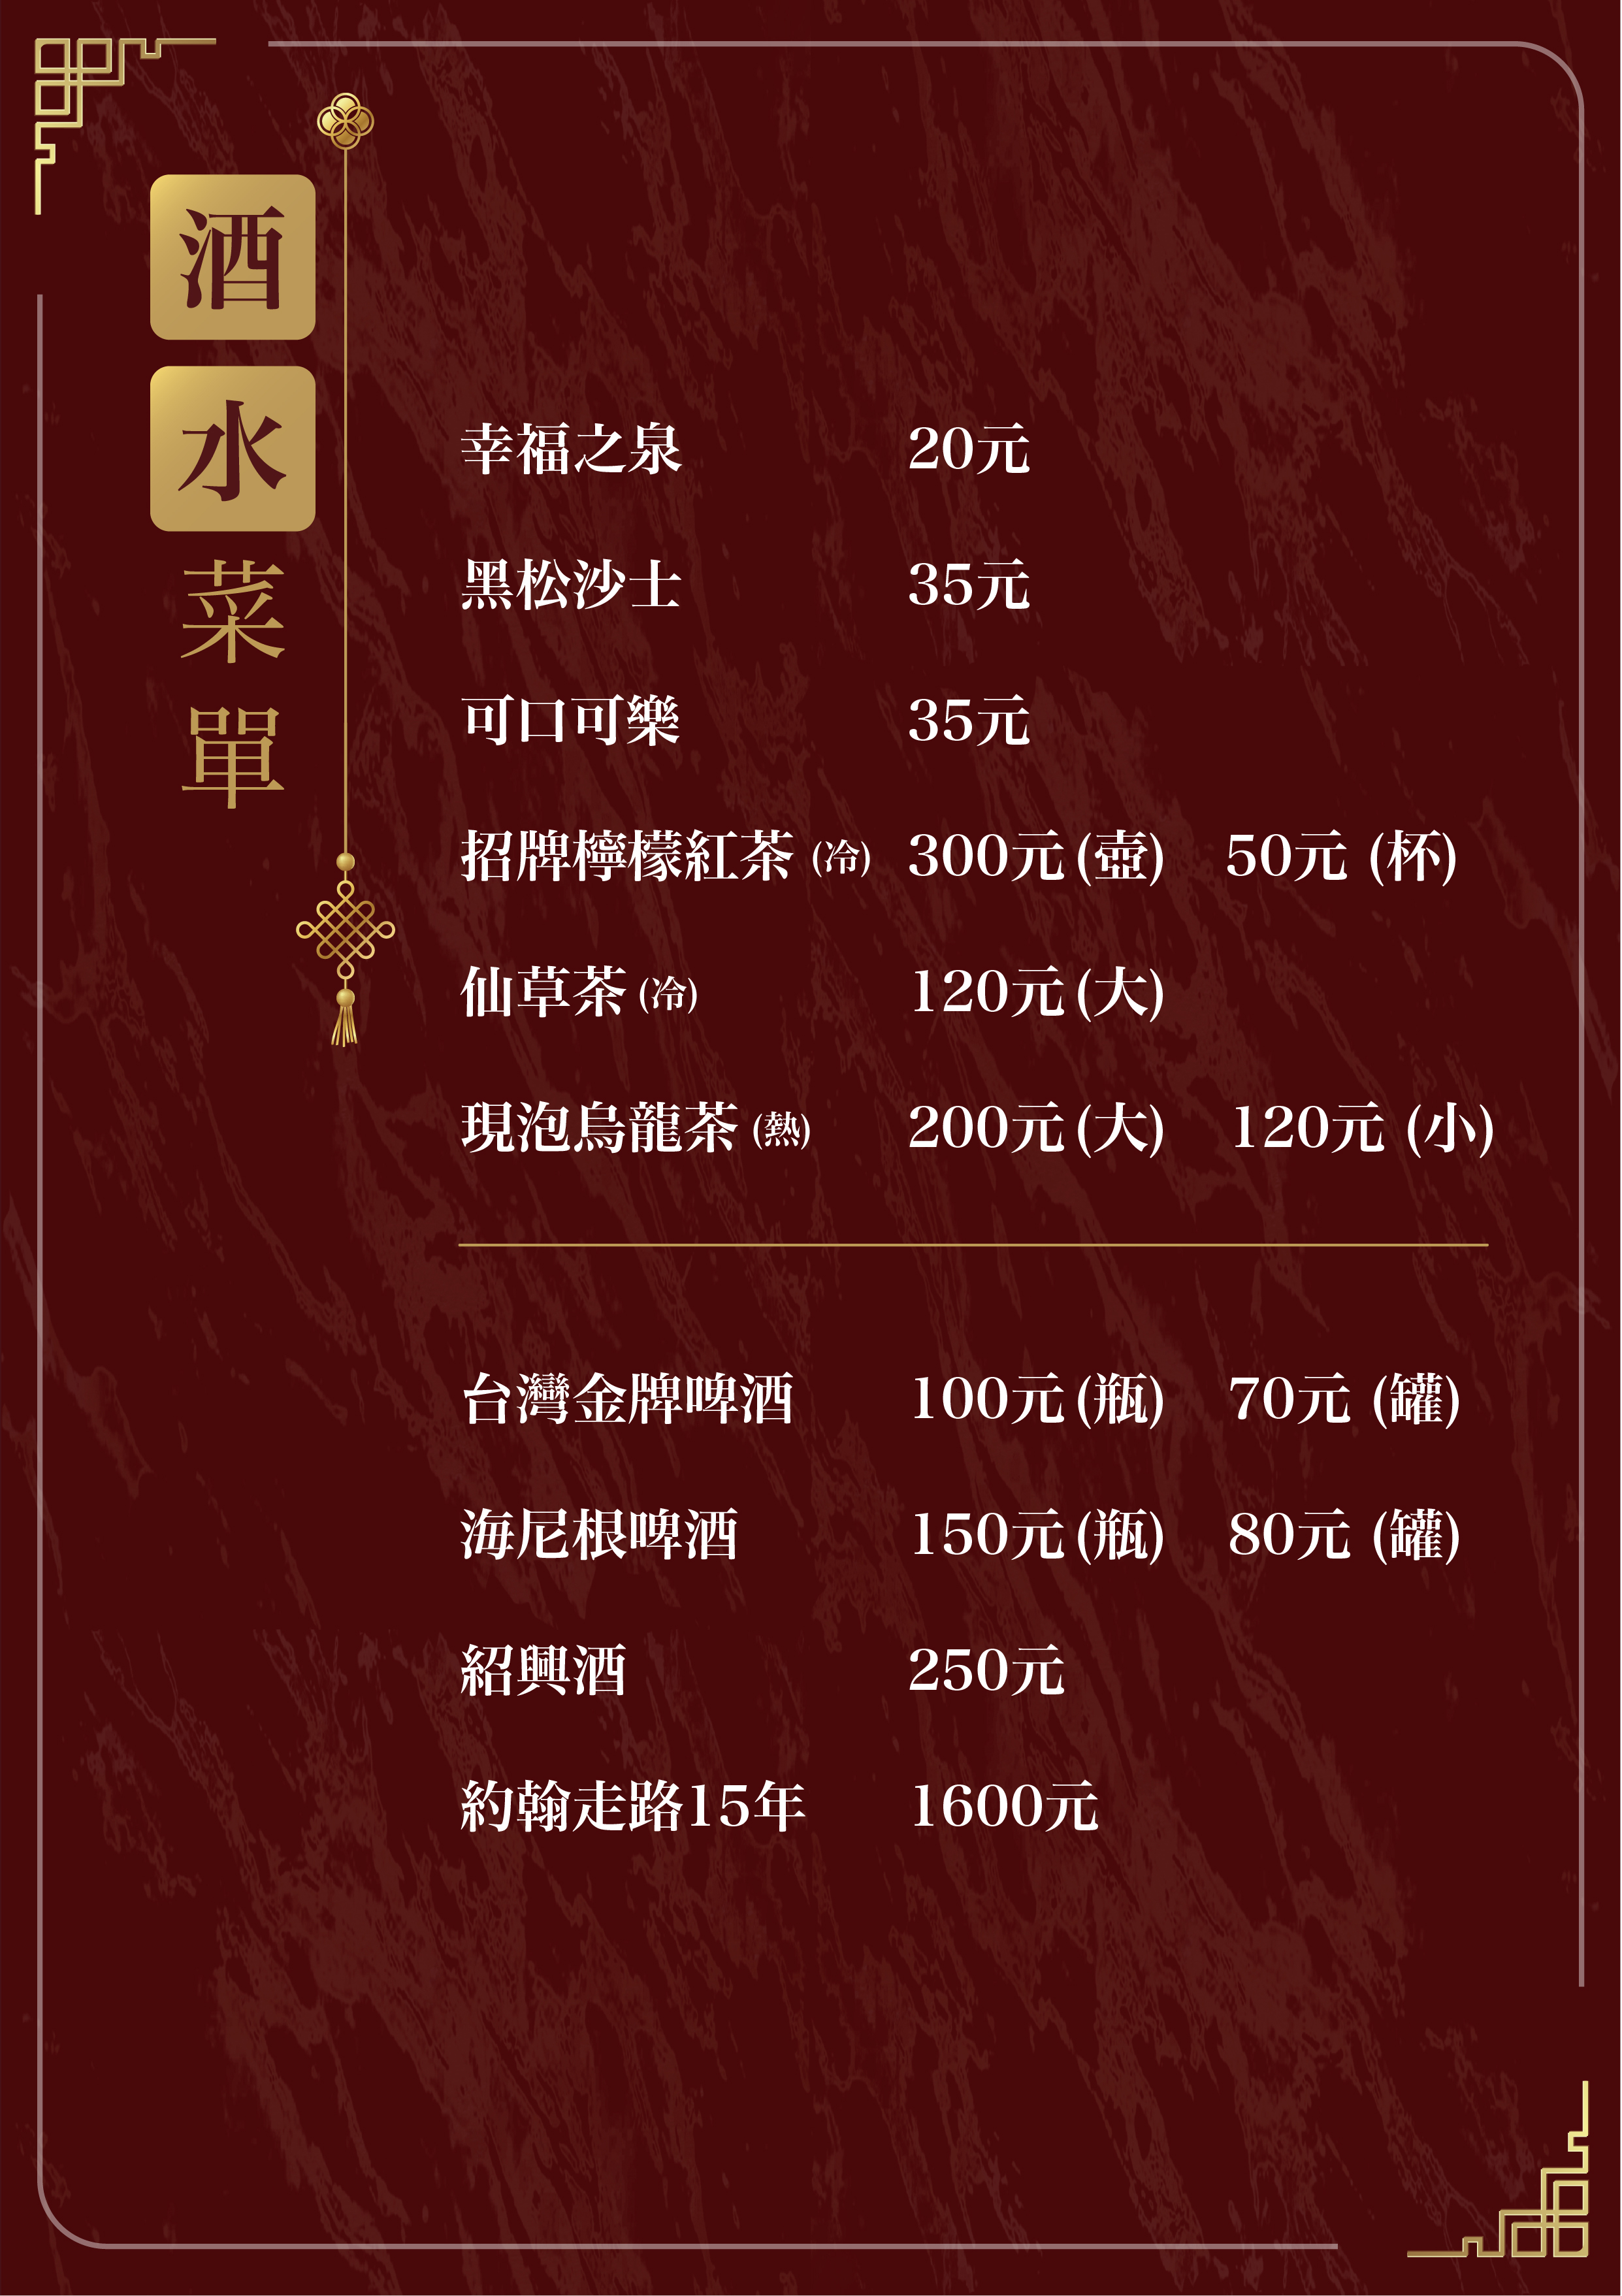 酒水菜單
幸福之泉 20元
黑松沙士 35元
可口可樂 35元
招牌檸檬紅茶 (冷) 300元 (壺) 50元 (杯)
仙草茶 (冷) 120元 (大)
現泡烏龍茶 (熱) 200元 (大) 120元 (小)
台灣金牌啤酒 100元 (瓶) 70元 (罐)
海尼根啤酒 150元 (瓶) 80元 (罐)
紹興酒 250元
約翰走路15年 1600元